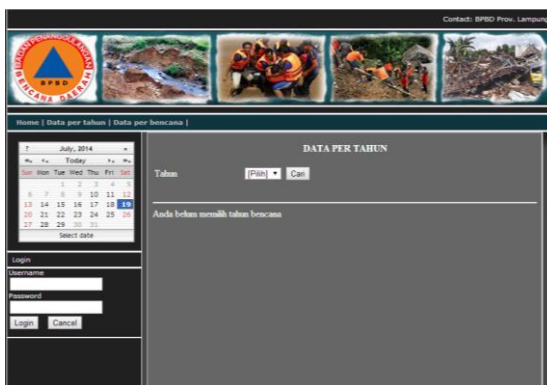 Contact: BPBD Prov. Lampung
BADAN PENANGGULANGAN
BPBD
BENCANA DAERAH
Home | Data per tahun | Data per bencana |
? July, 2014
Today
Sun Mon Tue Wed Thu Fri Sat
1 2 3 4 5
6 7 8 9 10 11 12
13 14 15 16 17 18 19
20 21 22 23 24 25 26
27 28 29 30 31
Select date
Login
Username
Password
Login Cancel
DATA PER TAHUN
Tahun [Pilih] Cari
Anda belum memilih tahun bencana